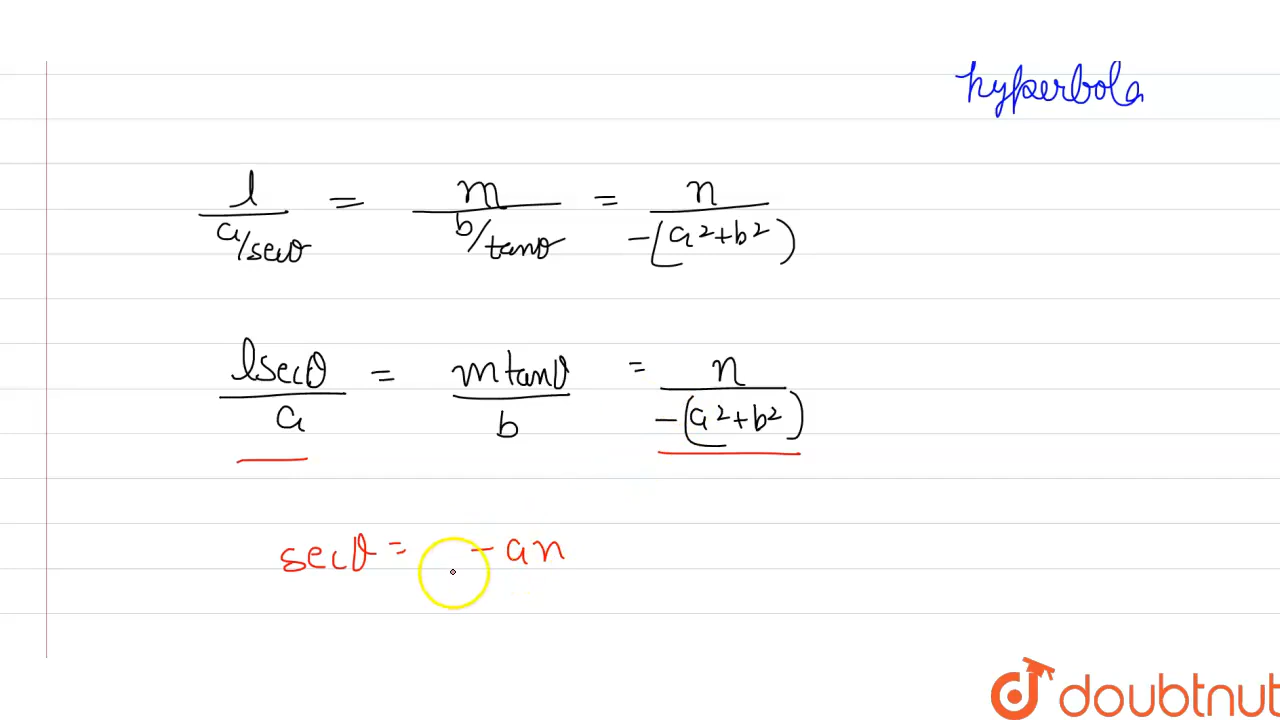 hyperbola
l/(a/secθ) = m/(b/tanθ) = n/(-(a²+b²))
lsecθ/a = mtanθ/b = n/(-(a²+b²))
secθ = -an
doubtnut